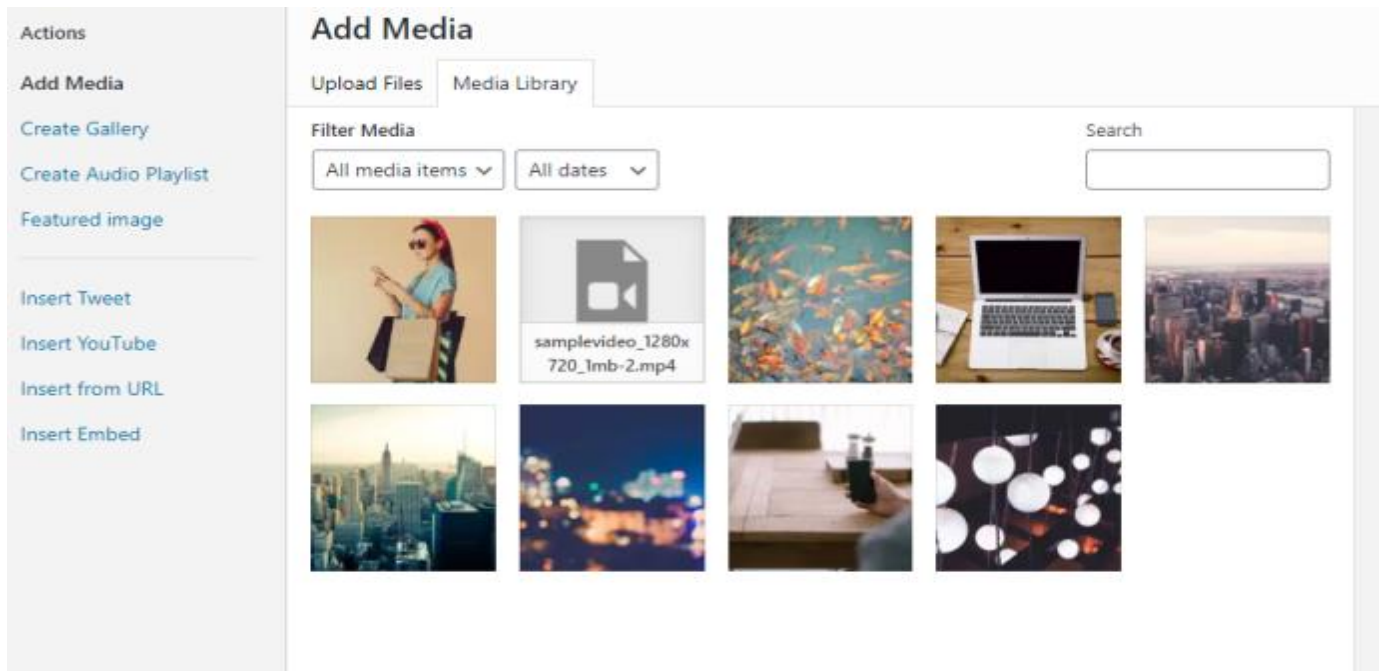 Actions
Add Media
Create Gallery
Create Audio Playlist
Featured image
Insert Tweet
Insert YouTube
Insert from URL
Insert Embed
Add Media
Upload Files
Media Library
Filter Media
Search
All media items
All dates
samplevideo_1280x
720_1mb-2.mp4